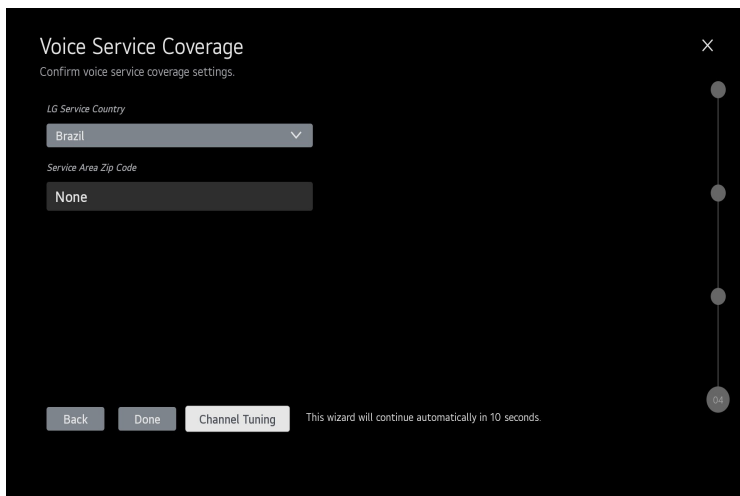 Voice Service Coverage
Confirm voice service coverage settings.
LG Service Country
Brazil
Service Area Zip Code
None
04
Back
Done
Channel Tuning
This wizard will continue automatically in 10 seconds.